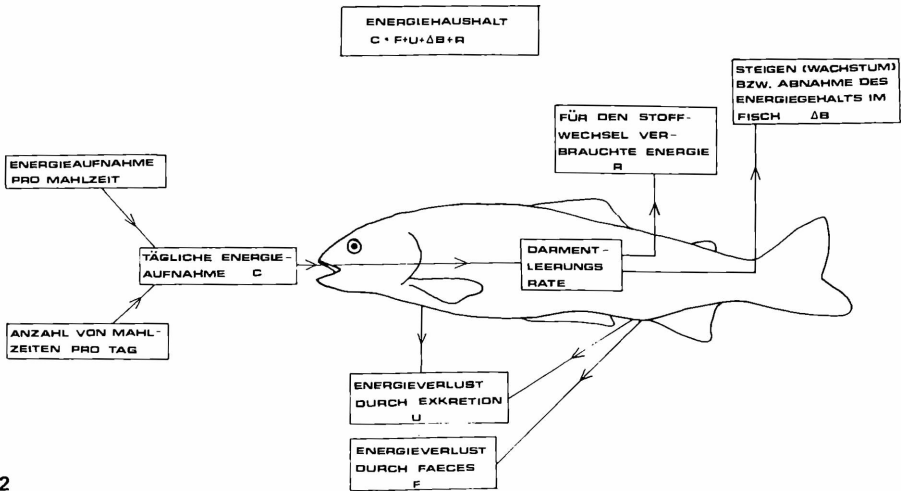 ENERGIEHAUSHALT
C = F+U+ΔB+R
STEIGEN (WACHSTUM)
BZW. ABNAHME DES
ENERGIEGEHALTS IM
FISCH ΔB
FÜR DEN STOFF-
WECHSEL VER-
BRAUCHTE ENERGIE
R
ENERGIEAUFNAHME
PRO MAHLZEIT
TÄGLICHE ENERGIE-
AUFNAHME C
DARMENT-
LEERUNGS
RATE
ANZAHL VON MAHL-
ZEITEN PRO TAG
ENERGIEVERLUST
DURCH EXKRETION
U
ENERGIEVERLUST
DURCH FAECES
F
2